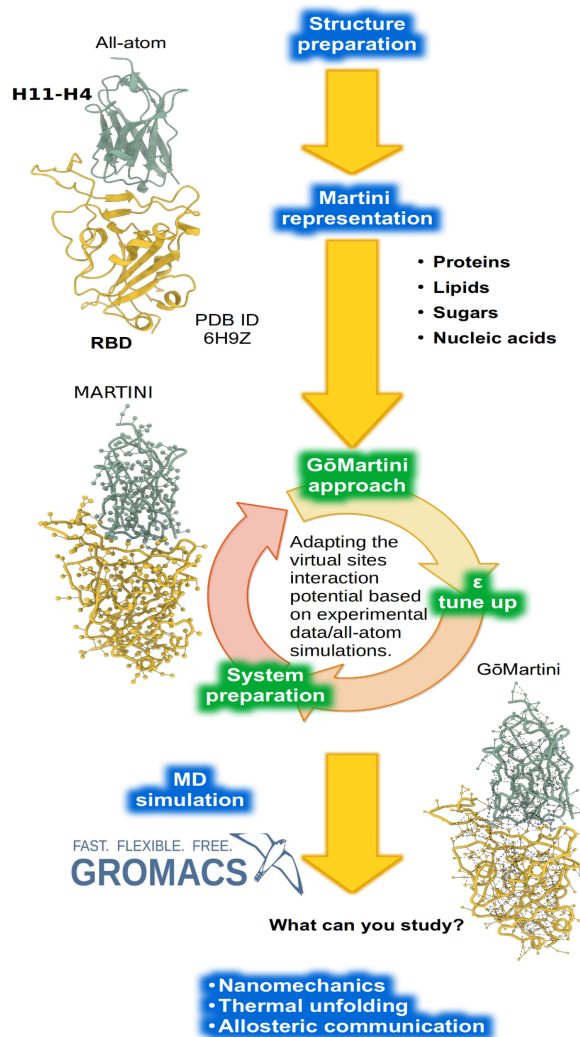 Structure
preparation
All-atom
H11-H4
Martini
representation
• Proteins
• Lipids
• Sugars
• Nucleic acids
PDB ID
6H9Z
RBD
MARTINI
GōMartini
approach
Adapting the
virtual sites
interaction
potential based
on experimental
data/all-atom
simulations.
ε
tune up
System
preparation
GōMartini
MD
simulation
FAST. FLEXIBLE. FREE.
GROMACS
What can you study?
•Nanomechanics
•Thermal unfolding
•Allosteric communication